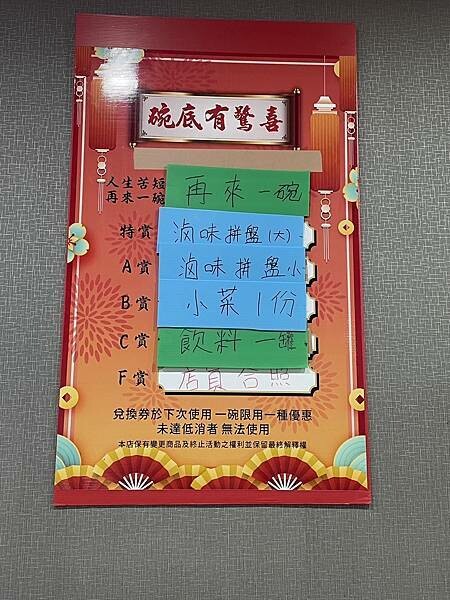 碗底有驚喜
人生苦短
再來一碗
再來一碗
特賞 滷味拼盤(大)
A賞 滷味拼盤小
B賞 小菜1份
C賞 飲料一罐
F賞 店員合照
兌換券於下次使用 一碗限用一種優惠
未達低消者 無法使用
本店保有變更商品及終止活動之權利並保留最終解釋權